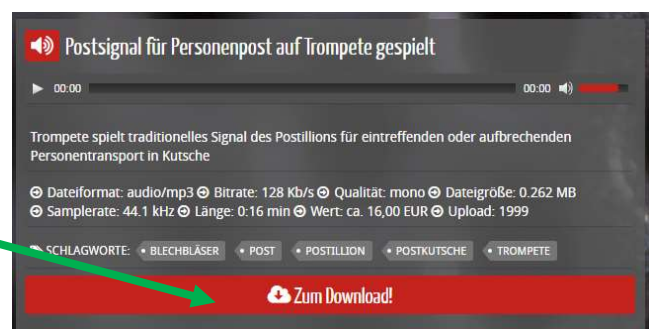 Postsignal für Personenpost auf Trompete gespielt
00:00 00:00
Trompete spielt traditionelles Signal des Postillions für eintreffenden oder aufbrechenden
Personentransport in Kutsche
Dateiformat: audio/mp3 Bitrate: 128 Kb/s Qualität: mono Dateigröße: 0.262 MB
Samplerate: 44.1 kHz Länge: 0:16 min Wert: ca. 16,00 EUR Upload: 1999
SCHLAGWORTE: BLECHBLÄSER POST POSTILLION POSTKUTSCHE TROMPETE
Zum Download!